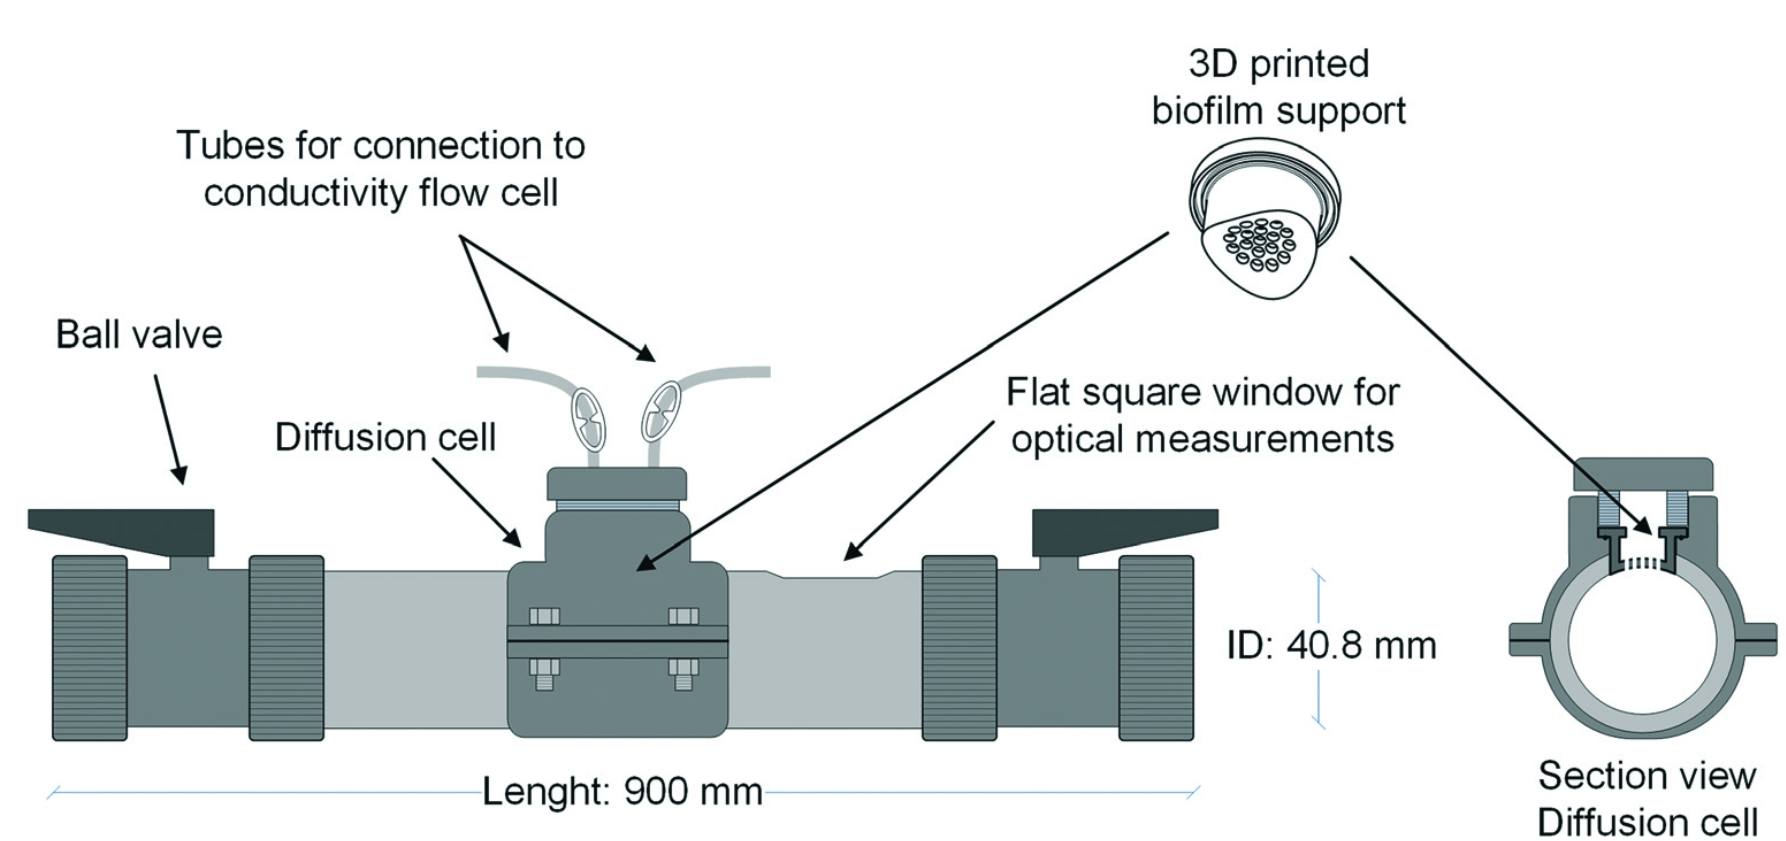 3D printed
biofilm support
Tubes for connection to
conductivity flow cell
Ball valve
Diffusion cell
Flat square window for
optical measurements
ID: 40.8 mm
Lenght: 900 mm
Section view
Diffusion cell